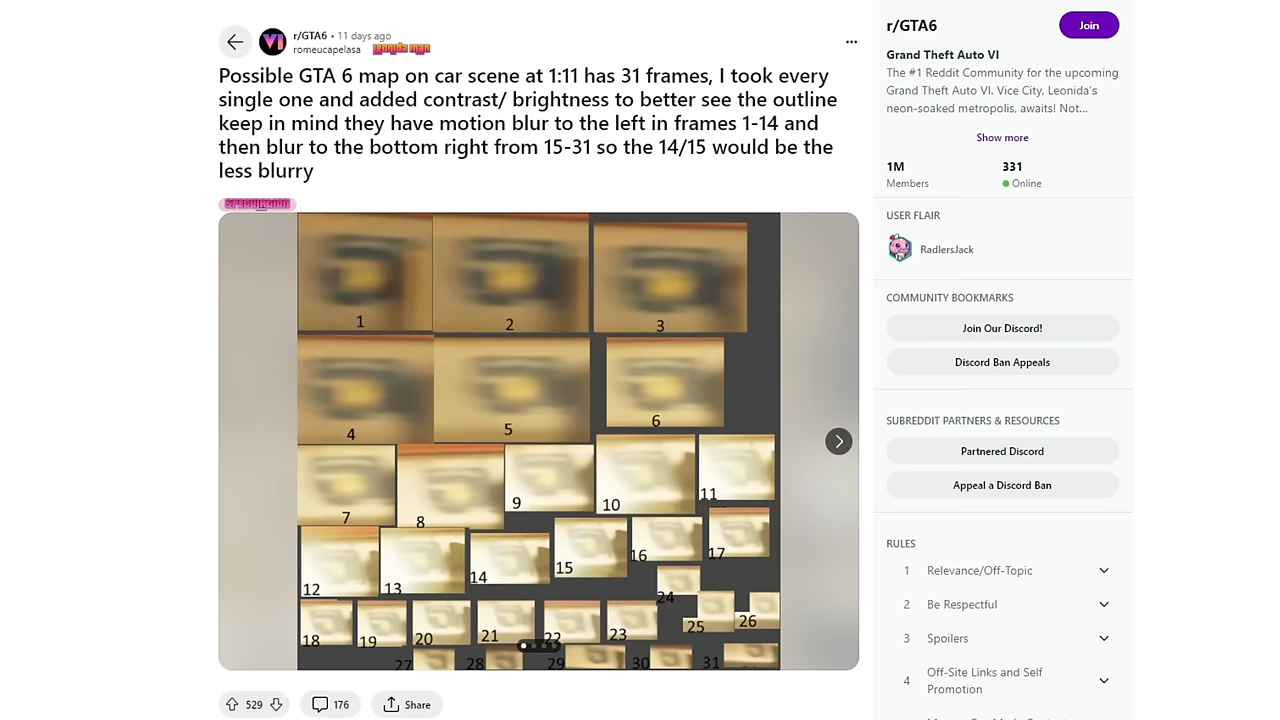 r/GTA6 • 11 days ago
romeucapelasa leonida man
Possible GTA 6 map on car scene at 1:11 has 31 frames, I took every
single one and added contrast/ brightness to better see the outline
keep in mind they have motion blur to the left in frames 1-14 and
then blur to the bottom right from 15-31 so the 14/15 would be the
less blurry
SPECULATION
1 2 3
4 5 6
7 8 9 10 11
12 13 14 15 16 17
18 19 20 21 22 23 24 25 26
27 28 29 30 31
529 176 Share
r/GTA6 Join
Grand Theft Auto VI
The #1 Reddit Community for the upcoming
Grand Theft Auto VI. Vice City, Leonida's
neon-soaked metropolis, awaits! Not...
Show more
1M 331
Members Online
USER FLAIR
RadlersJack
COMMUNITY BOOKMARKS
Join Our Discord!
Discord Ban Appeals
SUBREDDIT PARTNERS & RESOURCES
Partnered Discord
Appeal a Discord Ban
RULES
1 Relevance/Off-Topic
2 Be Respectful
3 Spoilers
4 Off-Site Links and Self
Promotion